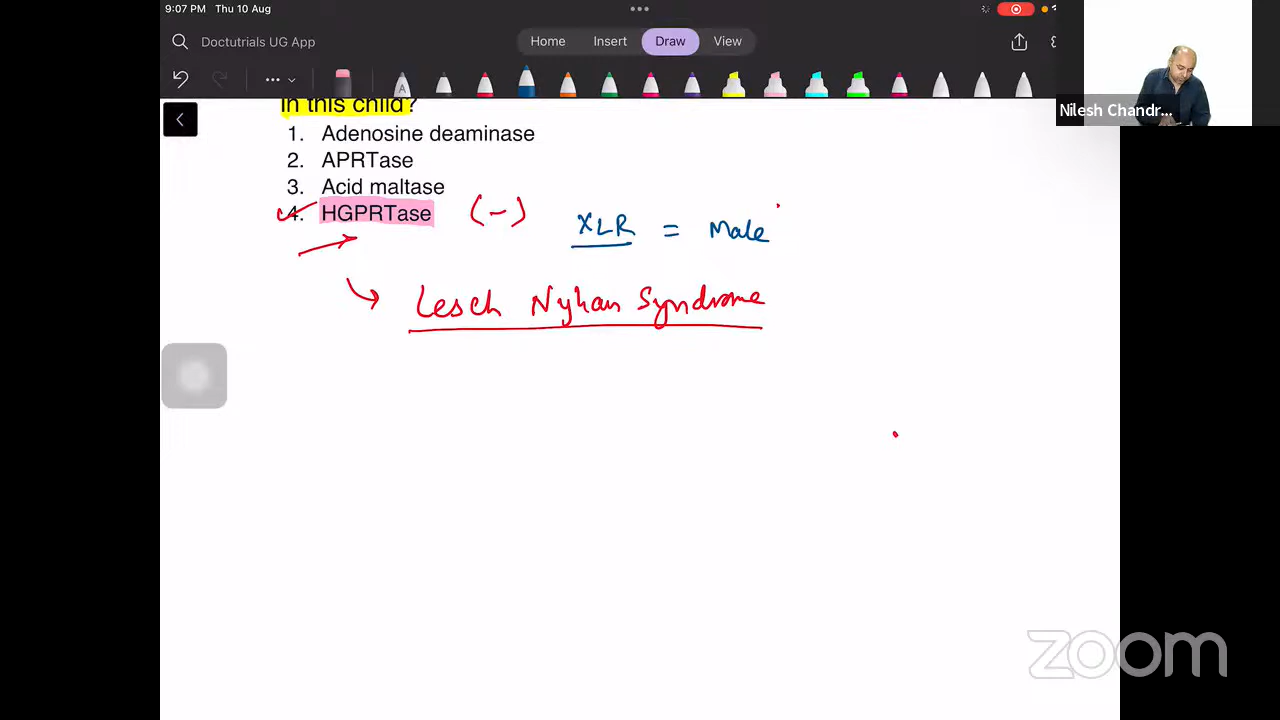 9:07 PM Thu 10 Aug
Doctutrials UG App
Home Insert Draw View
A
Nilesh Chandr...
In this child?
1. Adenosine deaminase
2. APRTase
3. Acid maltase
4. HGPRTase (-) XLR = Male
Lesch Nyhan Syndrome
zoom